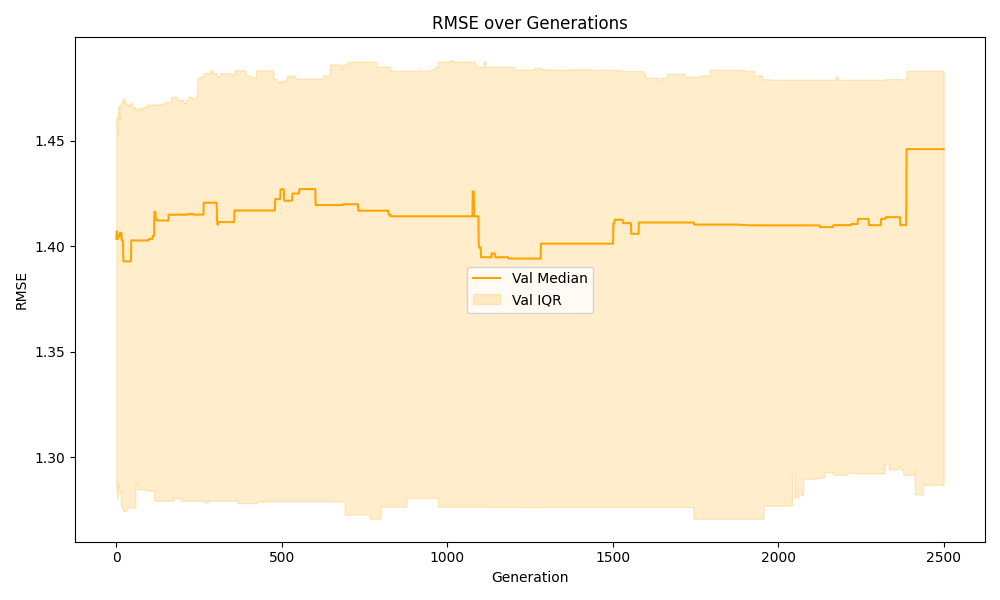 RMSE over Generations
RMSE
1.45
1.40
1.35
1.30
Val Median
Val IQR
0
500
1000
1500
2000
2500
Generation